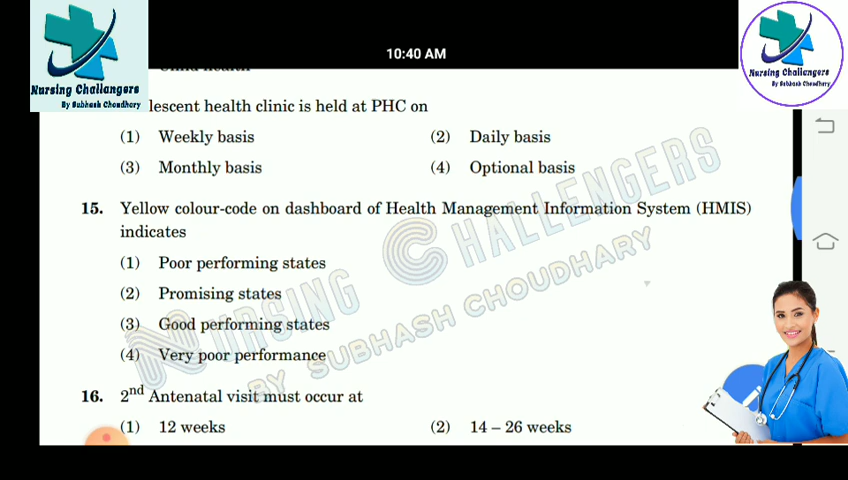 Nursing Challangers
By Subhash Choudhary
10:40 AM
Nursing Challangers
By Subhash Choudhary
Child health
lescent health clinic is held at PHC on
(1) Weekly basis (2) Daily basis
(3) Monthly basis (4) Optional basis
15. Yellow colour-code on dashboard of Health Management Information System (HMIS)
indicates
(1) Poor performing states
(2) Promising states
(3) Good performing states
(4) Very poor performance
NURSING CHALLENGERS
BY SUBHASH CHOUDHARY
16. 2nd Antenatal visit must occur at
(1) 12 weeks (2) 14 – 26 weeks